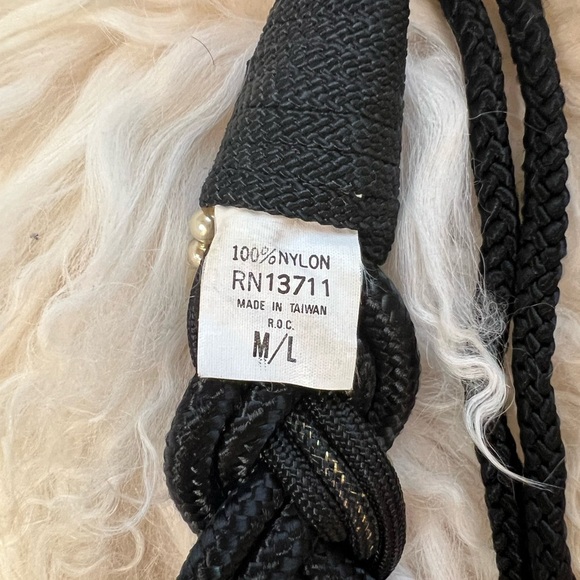 100% NYLON
RN13711
MADE IN TAIWAN
R.O.C.
M/L